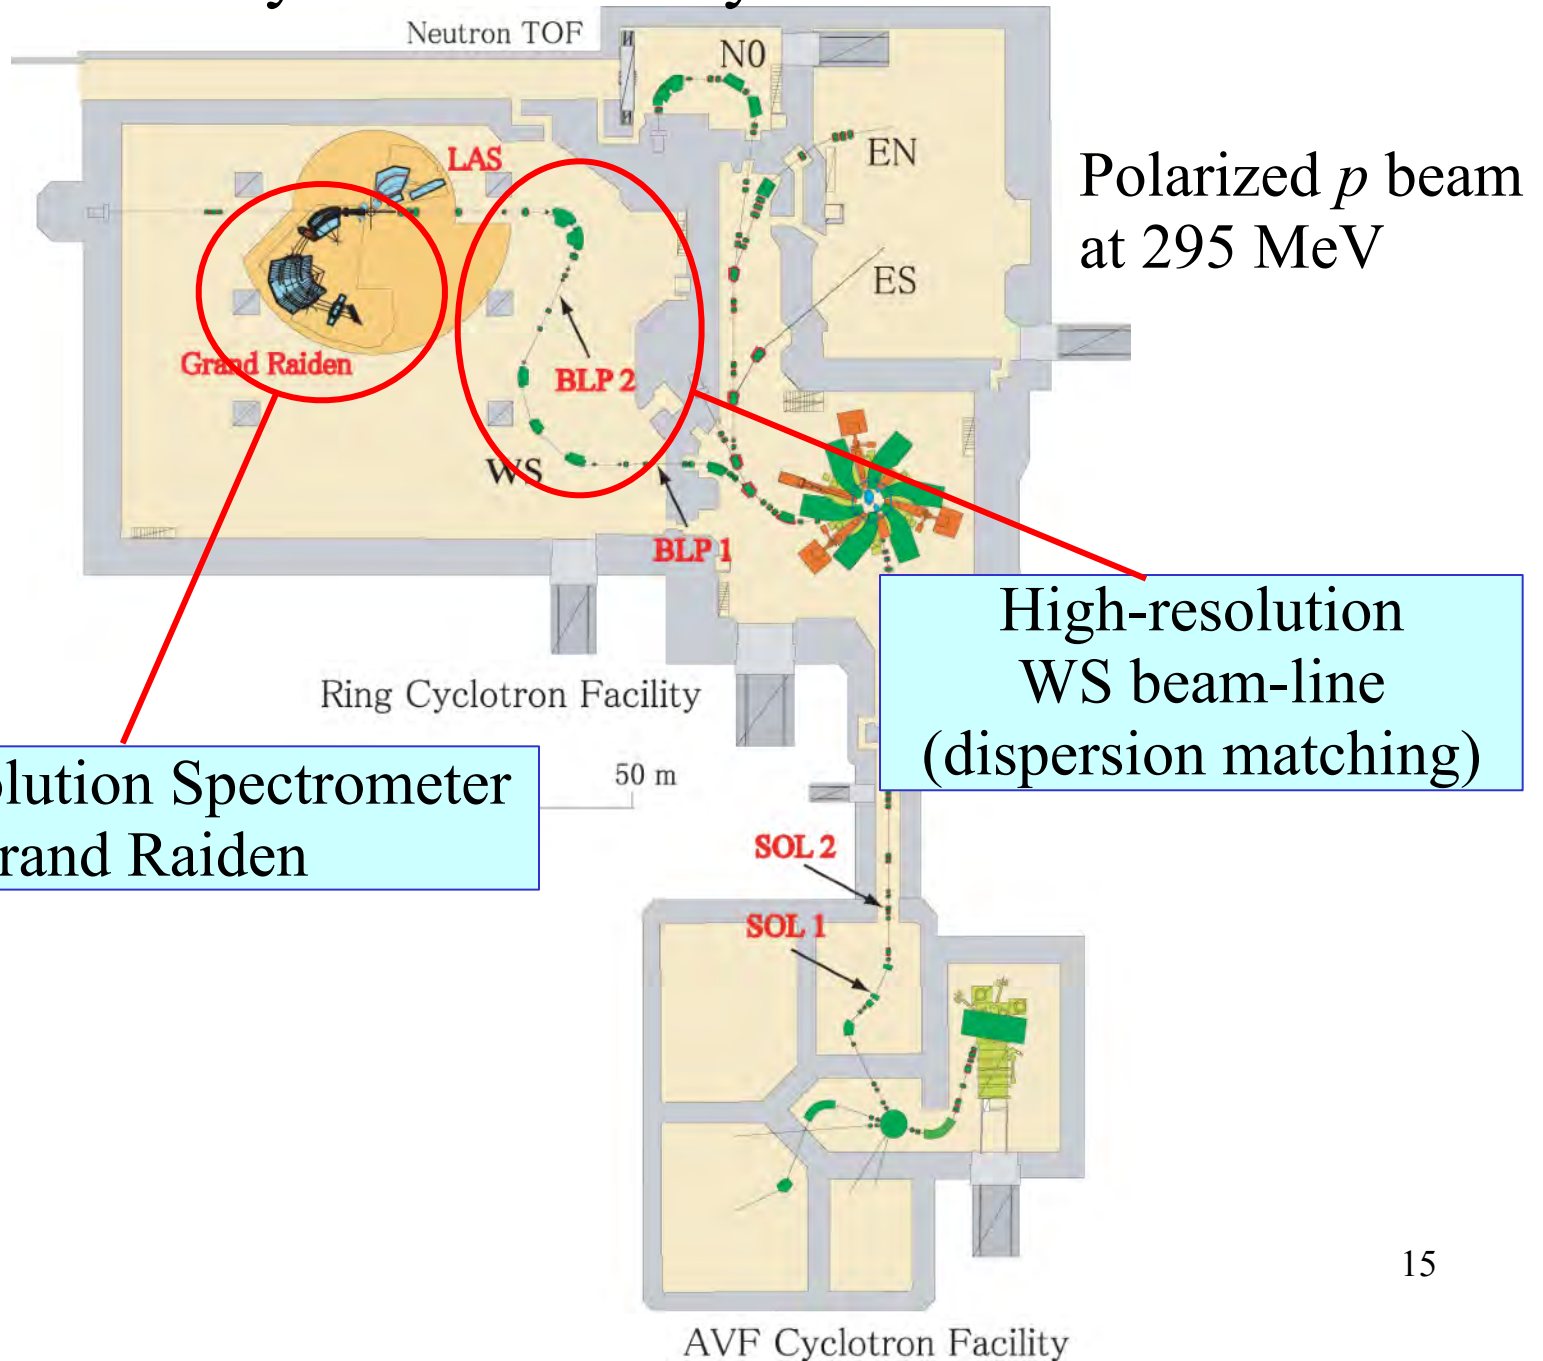 Neutron TOF
N0
LAS
EN
Polarized p beam
at 295 MeV
ES
Grand Raiden
BLP 2
WS
BLP 1
High-resolution
WS beam-line
(dispersion matching)
Ring Cyclotron Facility
50 m
Spectrometer
Raiden
SOL 2
SOL 1
15
AVF Cyclotron Facility